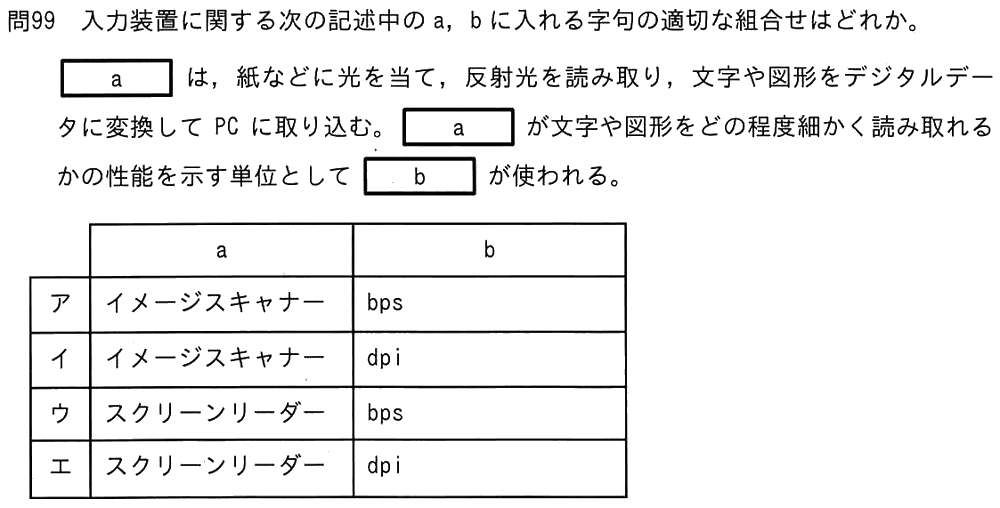 問99 入力装置に関する次の記述中の a, b に入れる字句の適切な組合せはどれか。
a は，紙などに光を当て，反射光を読み取り，文字や図形をデジタルデー
タに変換して PC に取り込む。 a が文字や図形をどの程度細かく読み取れる
かの性能を示す単位として b が使われる。
a b
ア イメージスキャナー bps
イ イメージスキャナー dpi
ウ スクリーンリーダー bps
エ スクリーンリーダー dpi